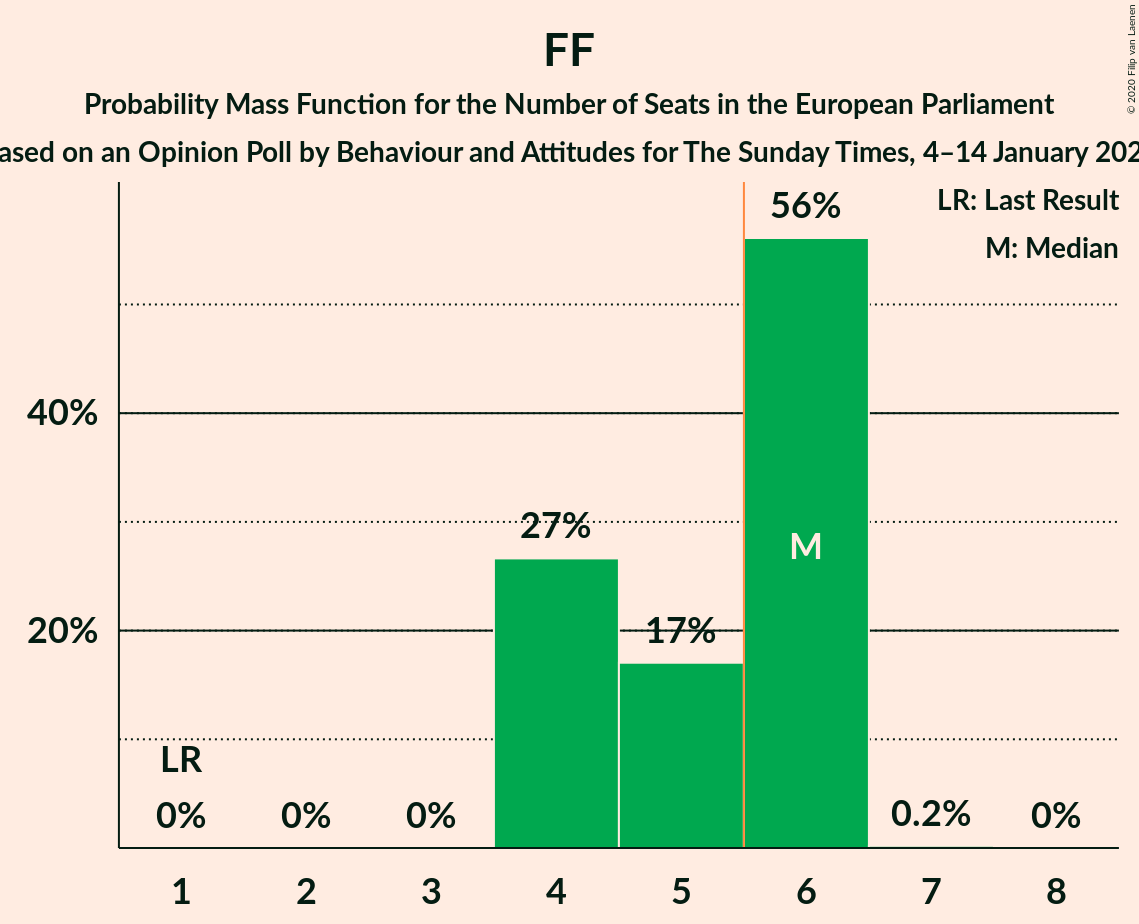 FF
Probability Mass Function for the Number of Seats in the European Parliament
ased on an Opinion Poll by Behaviour and Attitudes for The Sunday Times, 4–14 January 202
© 2020 Filip van Laenen
LR: Last Result
M: Median
56%
40%
27%
M
20%
17%
LR
0% 0% 0% 0.2% 0%
1 2 3 4 5 6 7 8